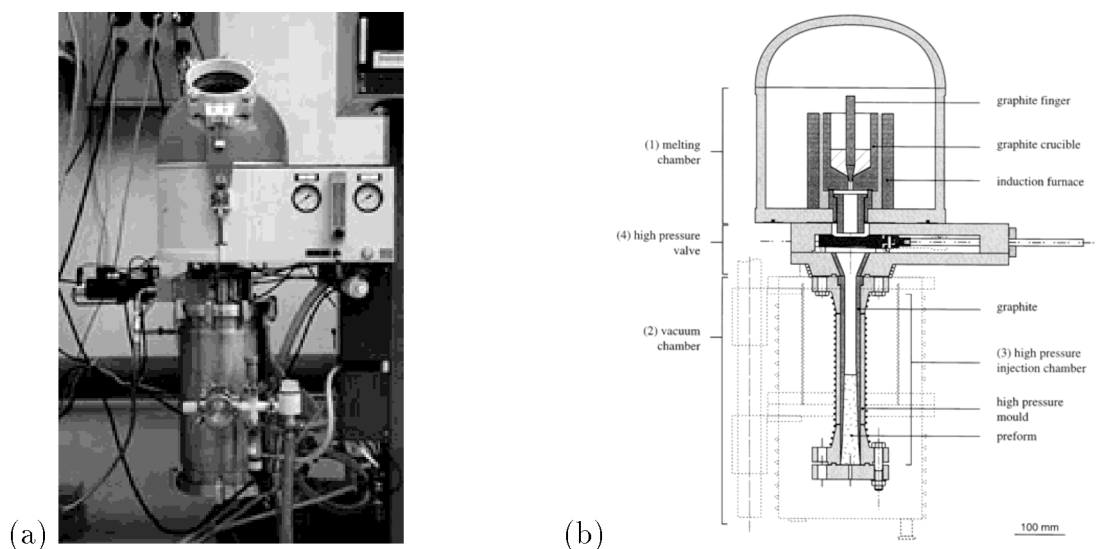 graphite finger
(1) melting
chamber
graphite crucible
induction furnace
(4) high pressure
valve
graphite
(2) vacuum
chamber
(3) high pressure
injection chamber
high pressure
mould
preform
(a)
(b)
100 mm